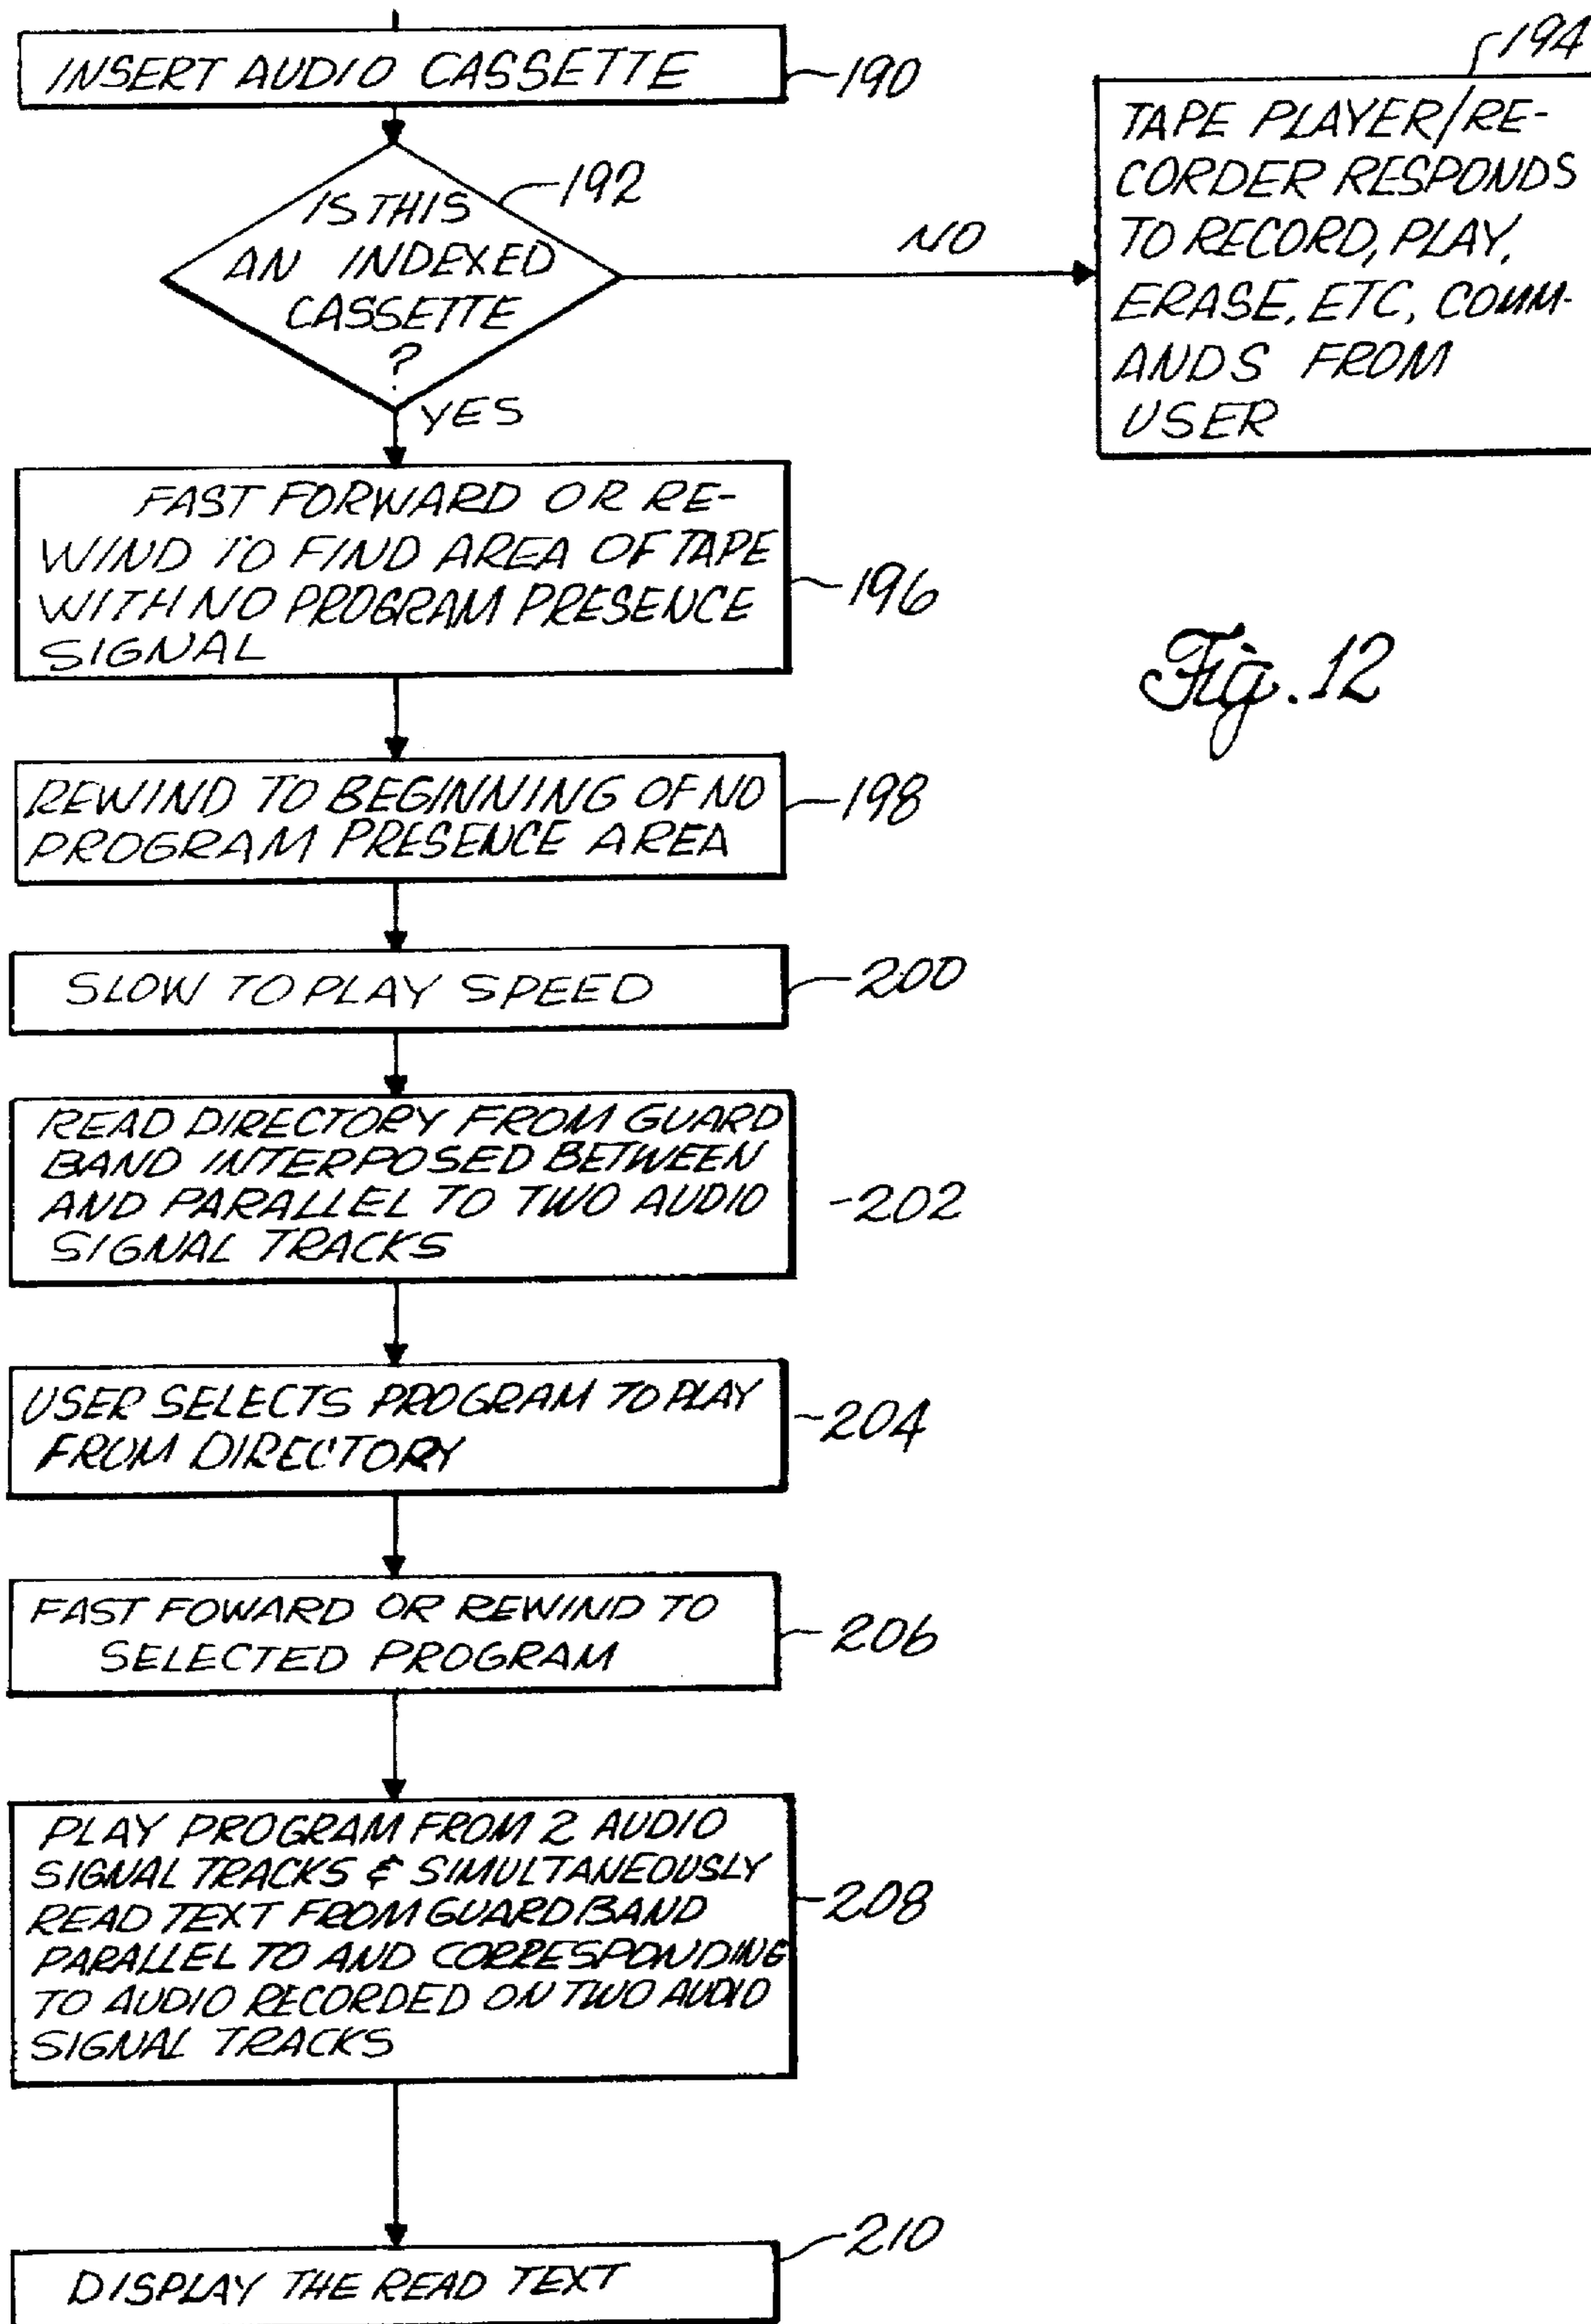 INSERT AUDIO CASSETTE
190
194
TAPE PLAYER/RE-
CORDER RESPONDS
TO RECORD, PLAY,
ERASE, ETC, COMM-
ANDS FROM
USER
192
IS THIS
AN INDEXED
CASSETTE
?
NO
YES
FAST FORWARD OR RE-
WIND TO FIND AREA OF TAPE
WITH NO PROGRAM PRESENCE
SIGNAL
196
Fig. 12
REWIND TO BEGINNING OF NO
PROGRAM PRESENCE AREA
198
SLOW TO PLAY SPEED
200
READ DIRECTORY FROM GUARD
BAND INTERPOSED BETWEEN
AND PARALLEL TO TWO AUDIO
SIGNAL TRACKS
202
USER SELECTS PROGRAM TO PLAY
FROM DIRECTORY
204
FAST FOWARD OR REWIND TO
SELECTED PROGRAM
206
PLAY PROGRAM FROM 2 AUDIO
SIGNAL TRACKS & SIMULTANEOUSLY
READ TEXT FROM GUARD BAND
PARALLEL TO AND CORRESPONDING
TO AUDIO RECORDED ON TWO AUDIO
SIGNAL TRACKS
208
DISPLAY THE READ TEXT
210